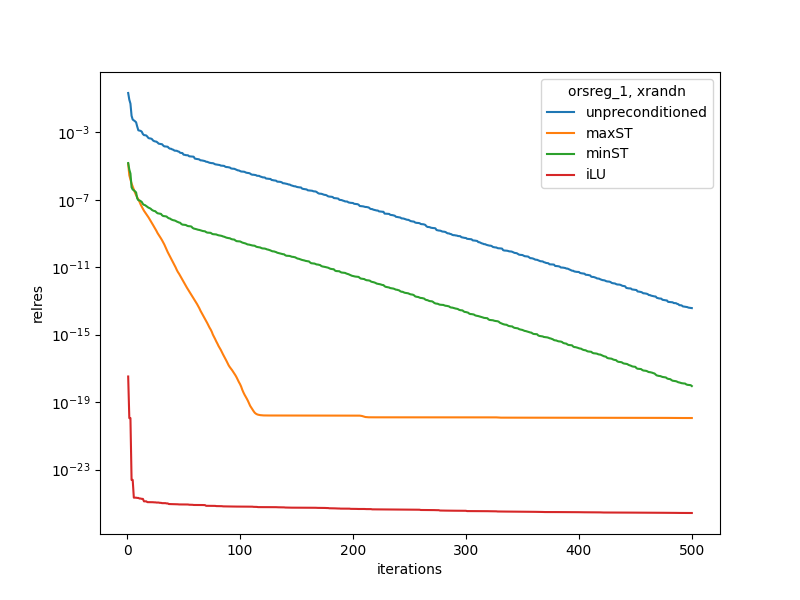 orsreg_1, xrandn
unpreconditioned
maxST
minST
iLU
10⁻³
10⁻⁷
10⁻¹¹
10⁻¹⁵
10⁻¹⁹
10⁻²³
relres
0 100 200 300 400 500
iterations